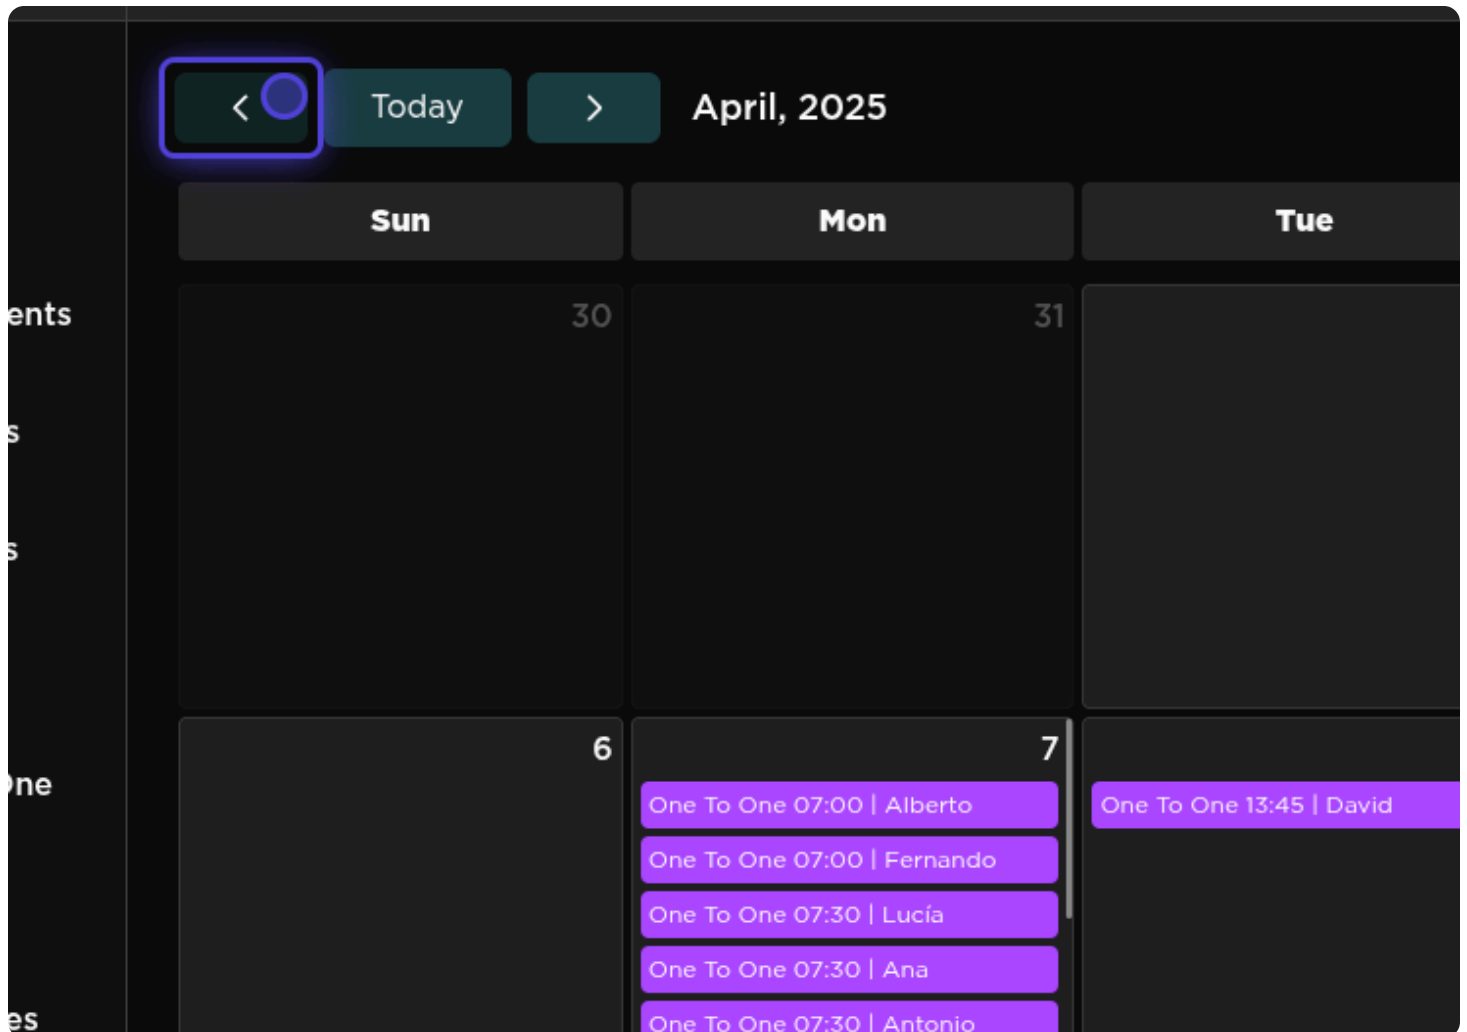 Today
April, 2025
Sun Mon Tue
30 31
ents
s
s
6 7
One To One 07:00 | Alberto
One To One 13:45 | David
One
One To One 07:00 | Fernando
One To One 07:30 | Lucía
One To One 07:30 | Ana
One To One 07:30 | Antonio
es